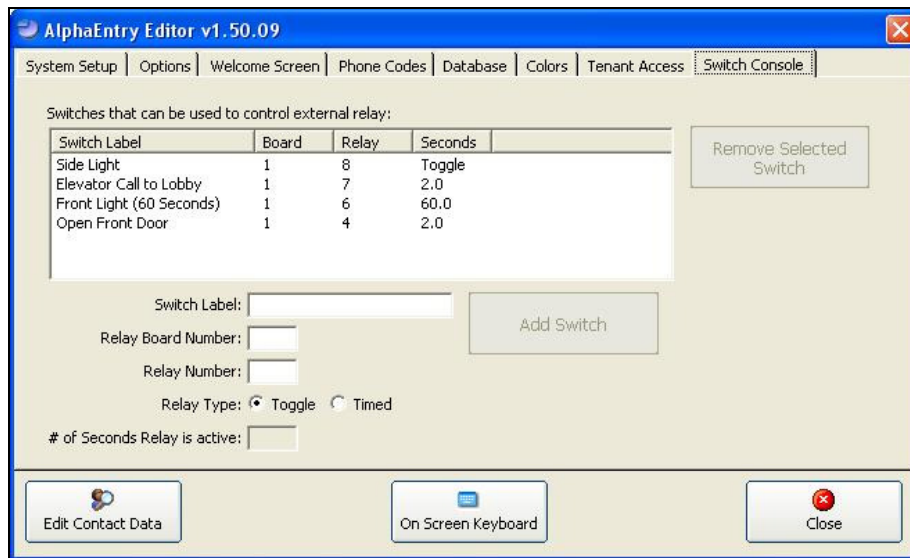 AlphaEntry Editor v1.50.09
System Setup Options Welcome Screen Phone Codes Database Colors Tenant Access Switch Console
Switches that can be used to control external relay:
Switch Label Board Relay Seconds
Side Light 1 8 Toggle
Elevator Call to Lobby 1 7 2.0
Front Light (60 Seconds) 1 6 60.0
Open Front Door 1 4 2.0
Remove Selected
Switch
Switch Label:
Add Switch
Relay Board Number:
Relay Number:
Relay Type: Toggle Timed
# of Seconds Relay is active:
Edit Contact Data On Screen Keyboard Close